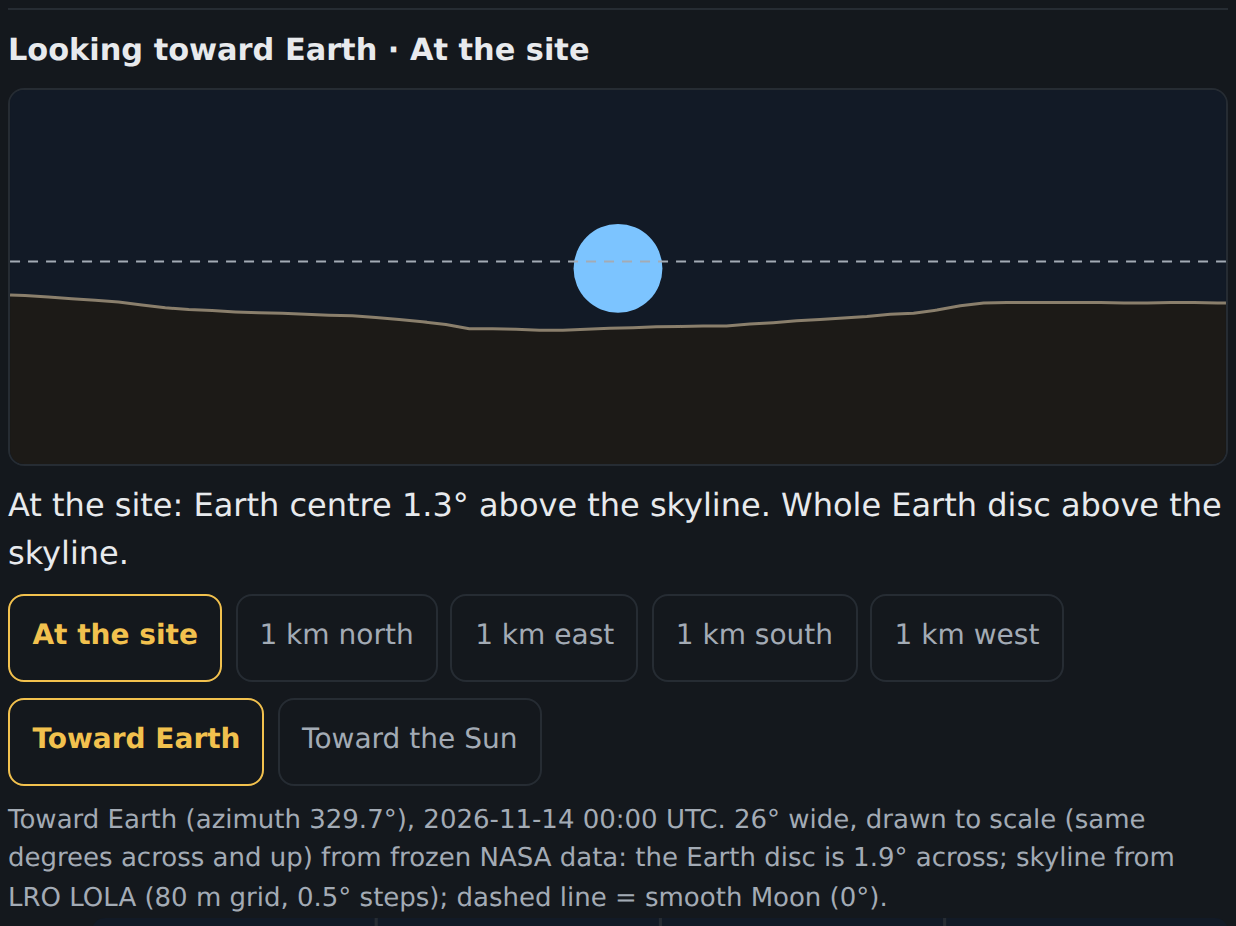 Looking toward Earth · At the site
At the site: Earth centre 1.3° above the skyline. Whole Earth disc above the
skyline.
At the site
1 km north
1 km east
1 km south
1 km west
Toward Earth
Toward the Sun
Toward Earth (azimuth 329.7°), 2026-11-14 00:00 UTC. 26° wide, drawn to scale (same
degrees across and up) from frozen NASA data: the Earth disc is 1.9° across; skyline from
LRO LOLA (80 m grid, 0.5° steps); dashed line = smooth Moon (0°).